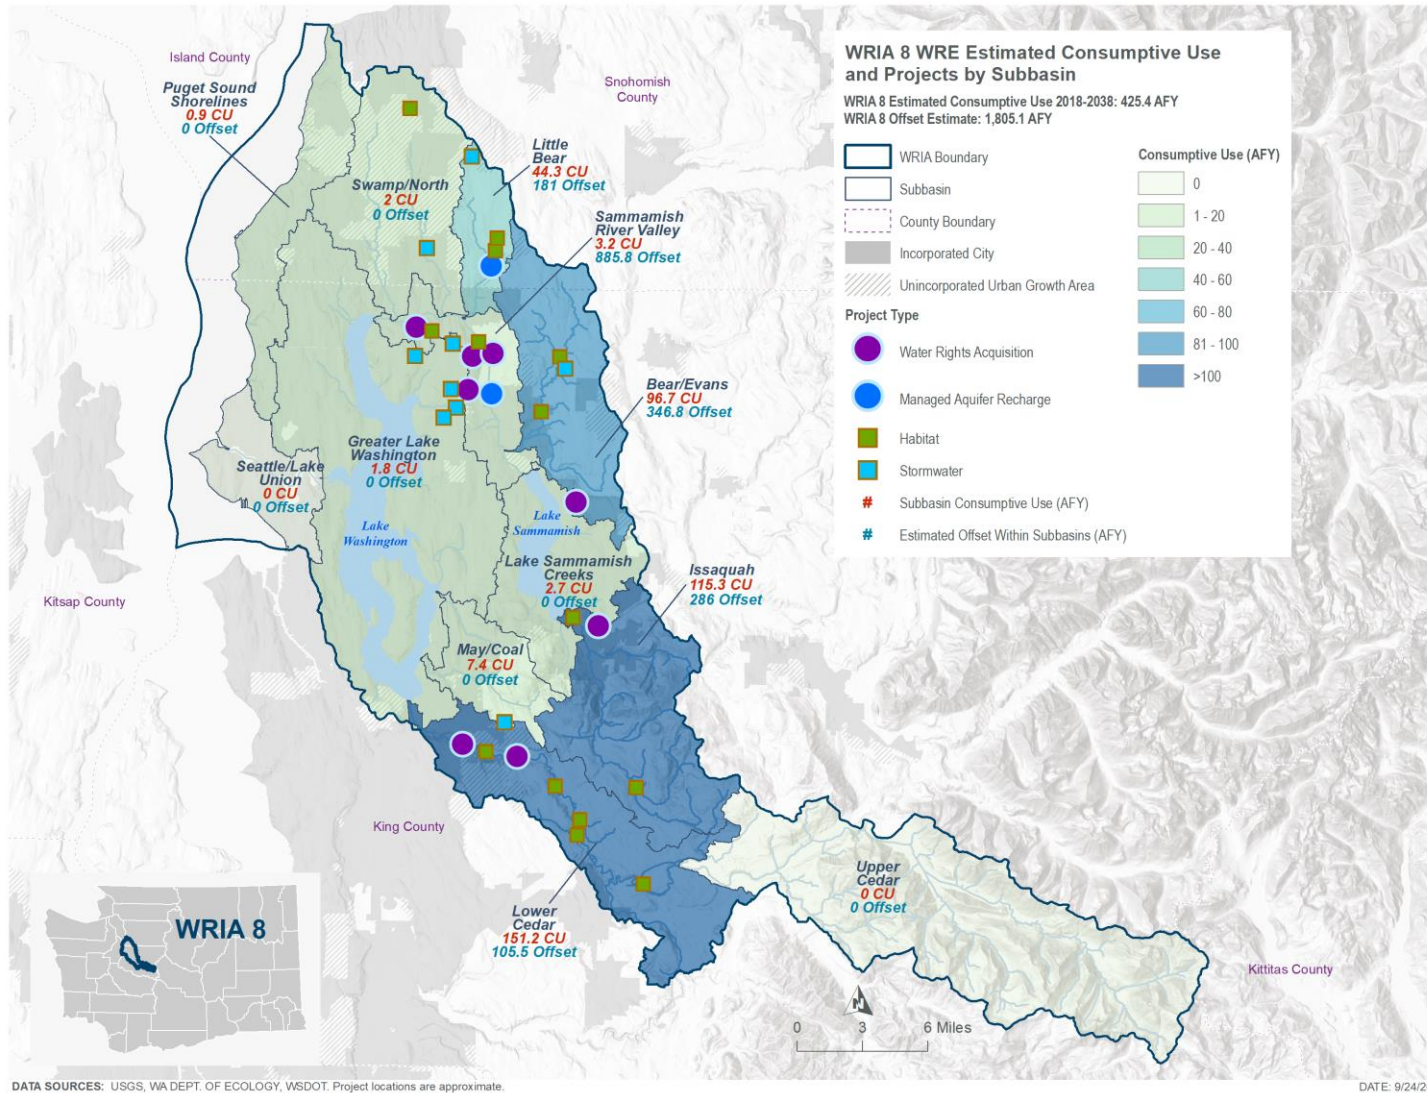 WRIA 8 WRE Estimated Consumptive Use
and Projects by Subbasin
WRIA 8 Estimated Consumptive Use 2018-2038: 425.4 AFY
WRIA 8 Offset Estimate: 1,805.1 AFY
WRIA Boundary
Subbasin
County Boundary
Incorporated City
Unincorporated Urban Growth Area
Project Type
Water Rights Acquisition
Managed Aquifer Recharge
Habitat
Stormwater
# Subbasin Consumptive Use (AFY)
# Estimated Offset Within Subbasins (AFY)
Consumptive Use (AFY)
0
1 - 20
20 - 40
40 - 60
60 - 80
81 - 100
>100
Island County
Snohomish
County
Puget Sound
Shorelines
0.9 CU
0 Offset
Swamp/North
2 CU
0 Offset
Little
Bear
44.3 CU
181 Offset
Sammamish
River Valley
3.2 CU
885.8 Offset
Bear/Evans
96.7 CU
346.8 Offset
Greater Lake
Washington
1.8 CU
0 Offset
Seattle/Lake
Union
0 CU
0 Offset
Lake
Washington
Lake
Sammamish
Lake Sammamish
Creeks
2.7 CU
0 Offset
Issaquah
115.3 CU
286 Offset
Kitsap County
May/Coal
7.4 CU
0 Offset
King County
Lower
Cedar
151.2 CU
105.5 Offset
Upper
Cedar
0 CU
0 Offset
Kittitas County
WRIA 8
N
0 3 6 Miles
DATA SOURCES: USGS, WA DEPT. OF ECOLOGY, WSDOT. Project locations are approximate.
DATE: 9/24/2